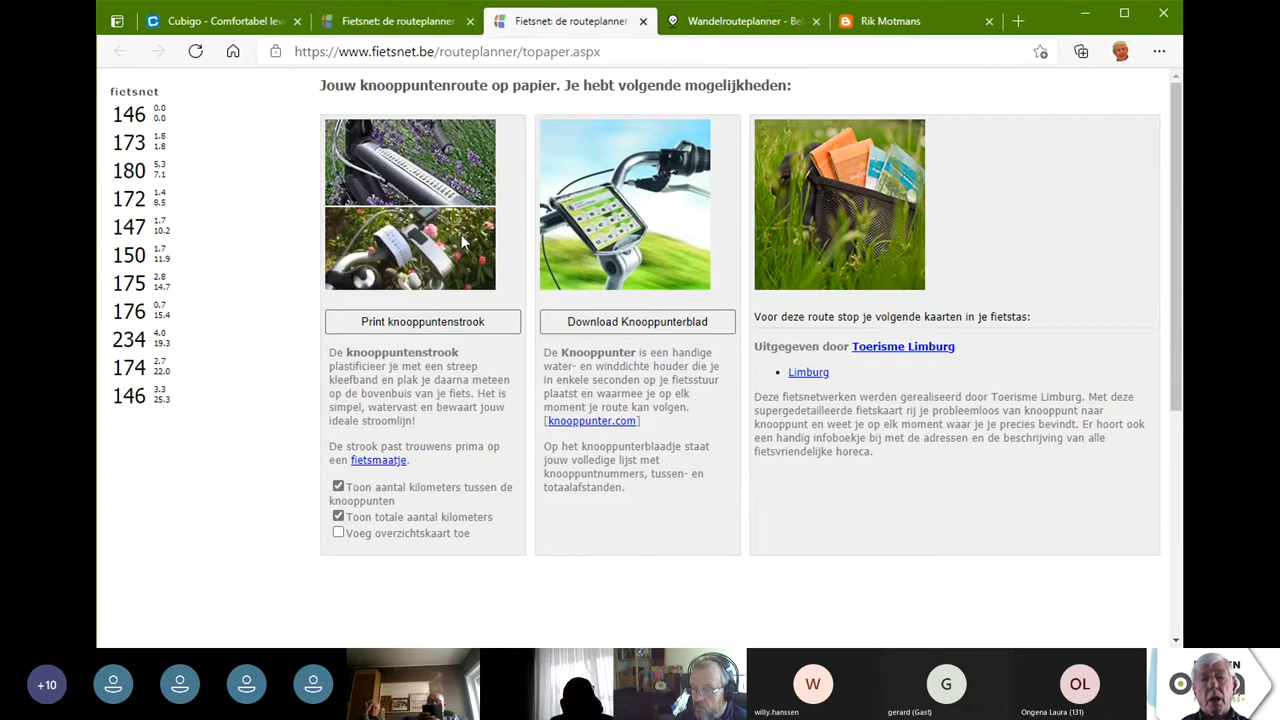 Cubigo - Comfortabel lev
Fietsnet: de routeplanner
Fietsnet: de routeplanner
Wandelrouteplanner - Bel
Rik Motmans
https://www.fietsnet.be/routeplanner/topaper.aspx
fietsnet
146 0.0 0.0
173 1.8 1.8
180 5.3 7.1
172 1.4 8.5
147 1.7 10.2
150 1.7 11.9
175 2.8 14.7
176 0.7 15.4
234 4.0 19.3
174 2.7 22.0
146 3.3 25.3
Jouw knooppuntenroute op papier. Je hebt volgende mogelijkheden:
Print knooppuntenstrook
De knooppuntenstrook
plastificieer je met een streep
kleefband en plak je daarna meteen
op de bovenbuis van je fiets. Het is
simpel, watervast en bewaart jouw
ideale stroomlijn!
De strook past trouwens prima op
een fietsmaatje.
Toon aantal kilometers tussen de
knooppunten
Toon totale aantal kilometers
Voeg overzichtskaart toe
Download Knooppunterblad
De Knooppunter is een handige
water- en winddichte houder die je
in enkele seconden op je fietsstuur
plaatst en waarmee je op elk
moment je route kan volgen.
[knooppunter.com]
Op het knooppunterblaadje staat
jouw volledige lijst met
knooppuntnummers, tussen- en
totaalafstanden.
Voor deze route stop je volgende kaarten in je fietstas:
Uitgegeven door Toerisme Limburg
Limburg
Deze fietsnetwerken werden gerealiseerd door Toerisme Limburg. Met deze
supergedetailleerde fietskaart rij je probleemloos van knooppunt naar
knooppunt en weet je op elk moment waar je je precies bevindt. Er hoort ook
een handig infoboekje bij met de adressen en de beschrijving van alle
fietsvriendelijke horeca.
+10
W
willy.hanssen
G
gerard (Gast)
OL
Ongena Laura (131)